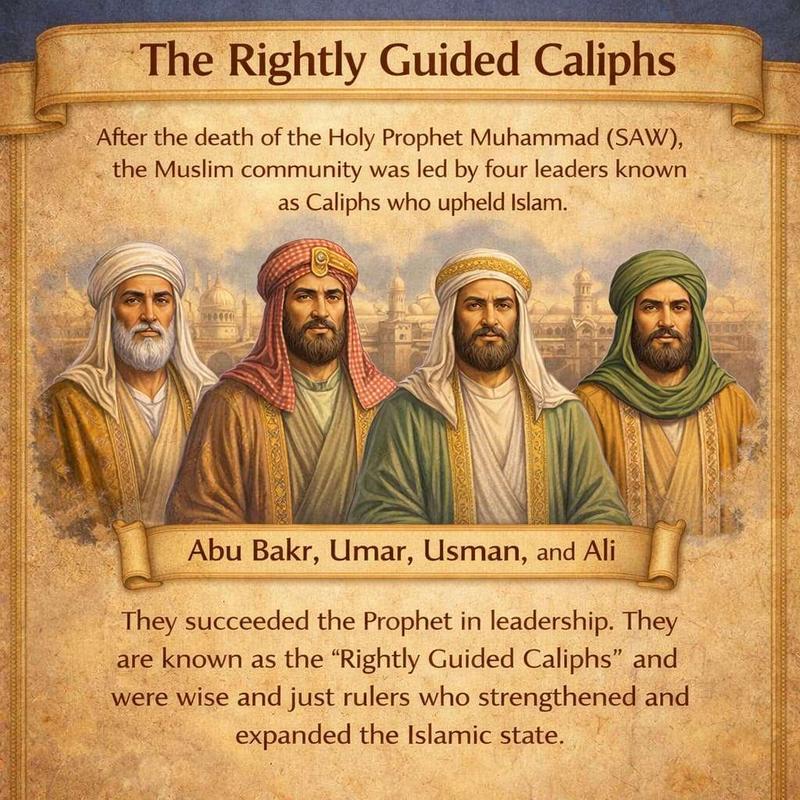 The Rightly Guided Caliphs
After the death of the Holy Prophet Muhammad (SAW),
the Muslim community was led by four leaders known
as Caliphs who upheld Islam.
Abu Bakr, Umar, Usman, and Ali
They succeeded the Prophet in leadership. They
are known as the “Rightly Guided Caliphs” and
were wise and just rulers who strengthened and
expanded the Islamic state.